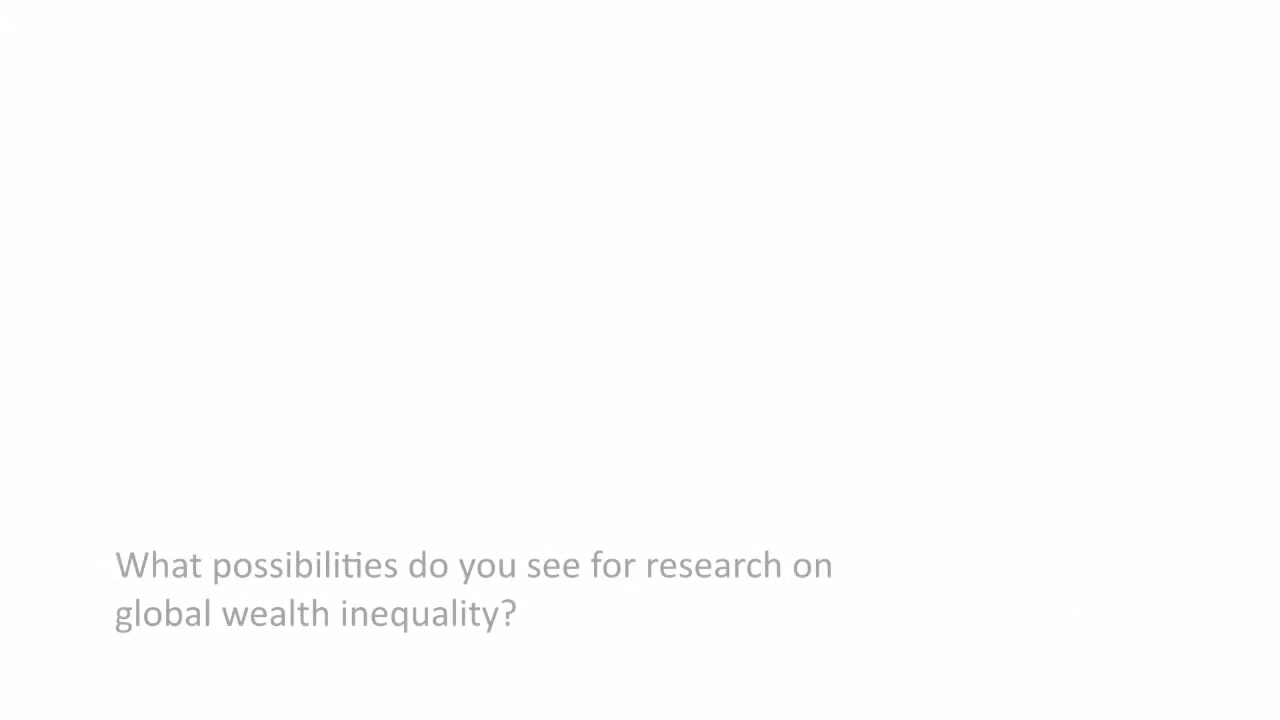 What possibilities do you see for research on
global wealth inequality?